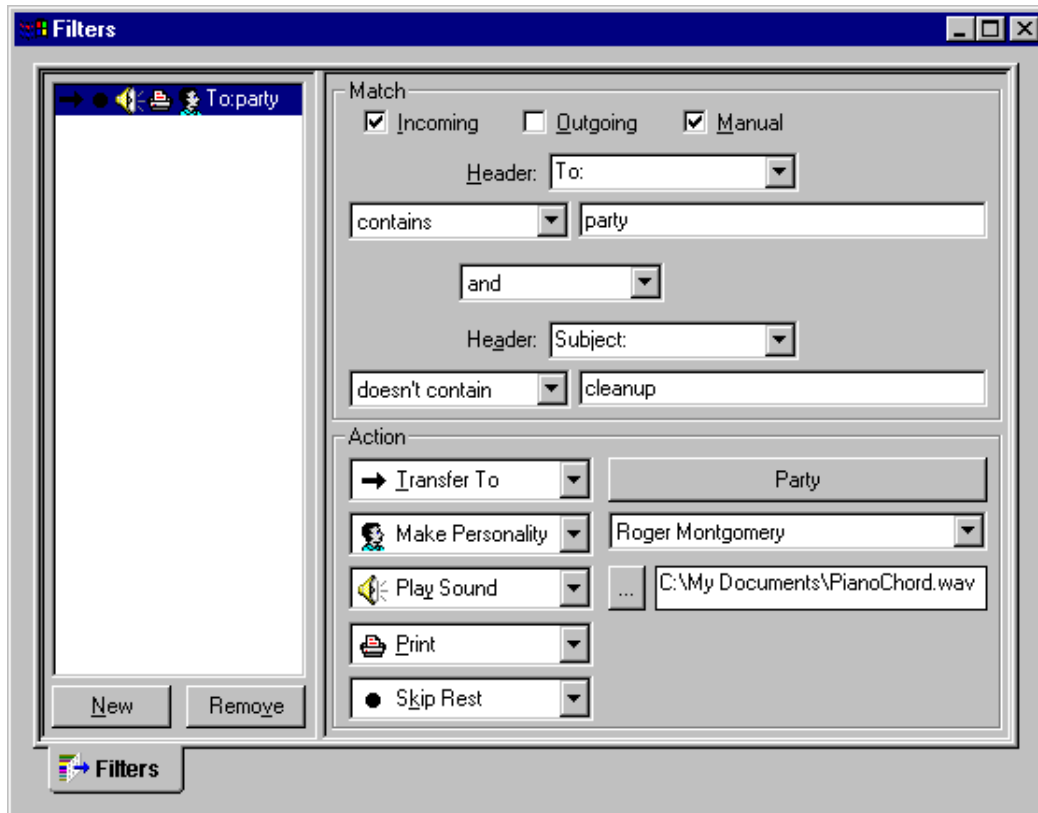 Filters
To:party
Match
Incoming Outgoing Manual
Header: To:
contains party
and
Header: Subject:
doesn't contain cleanup
Action
Transfer To Party
Make Personality Roger Montgomery
Play Sound ... C:\My Documents\PianoChord.wav
Print
Skip Rest
New Remove
Filters